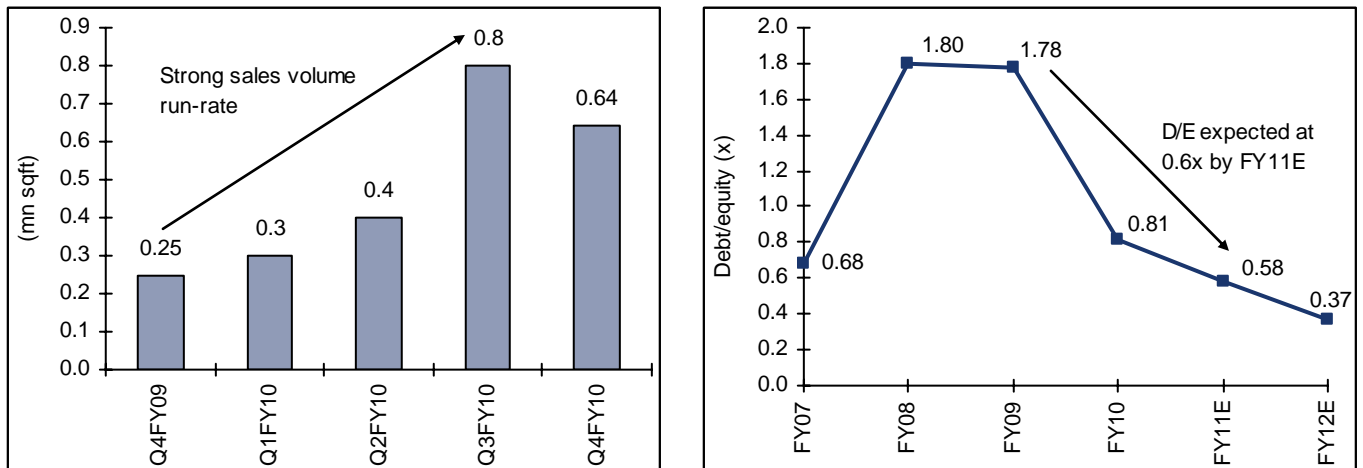 (mn sqft)
0.9
0.8
0.7
0.6
0.5
0.4
0.3
0.2
0.1
0.0
Strong sales volume
run-rate
0.25
0.3
0.4
0.8
0.64
Q4FY09
Q1FY10
Q2FY10
Q3FY10
Q4FY10
Debt/equity (x)
2.0
1.8
1.6
1.4
1.2
1.0
0.8
0.6
0.4
0.2
0.0
0.68
1.80
1.78
0.81
0.58
0.37
D/E expected at
0.6x by FY11E
FY07
FY08
FY09
FY10
FY11E
FY12E